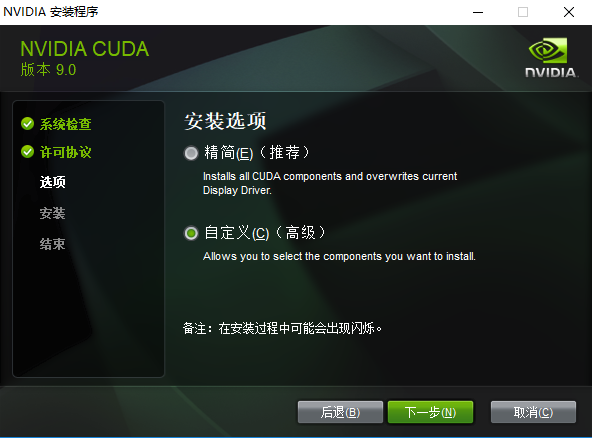 NVIDIA 安装程序
NVIDIA CUDA
版本 9.0
NVIDIA.
系统检查
许可协议
选项
安装
结束
安装选项
精简(E)（推荐）
Installs all CUDA components and overwrites current
Display Driver.
自定义(C)（高级）
Allows you to select the components you want to install.
备注：在安装过程中可能会出现闪烁。
后退(B)
下一步(N)
取消(C)